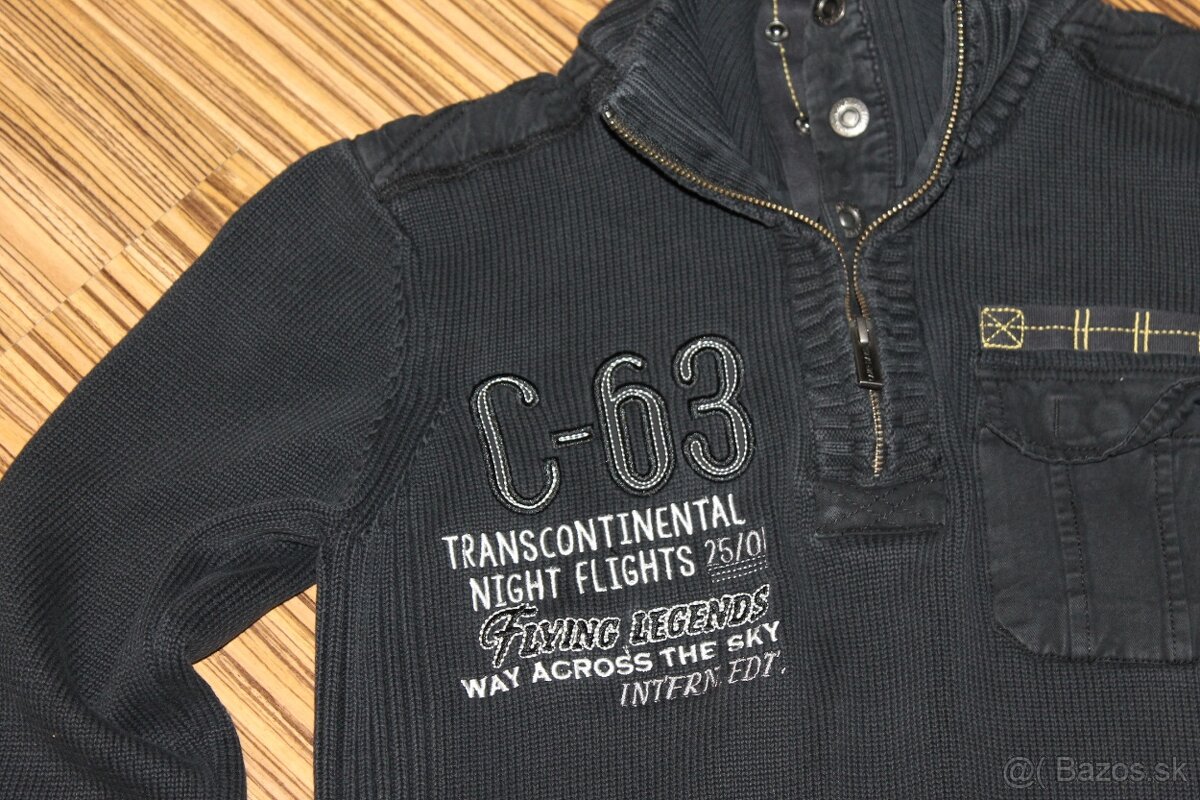 C-63
TRANSCONTINENTAL
NIGHT FLIGHTS 25/01
FLYING LEGENDS
WAY ACROSS THE SKY
INTERN. EDT.
@( Bazos.sk